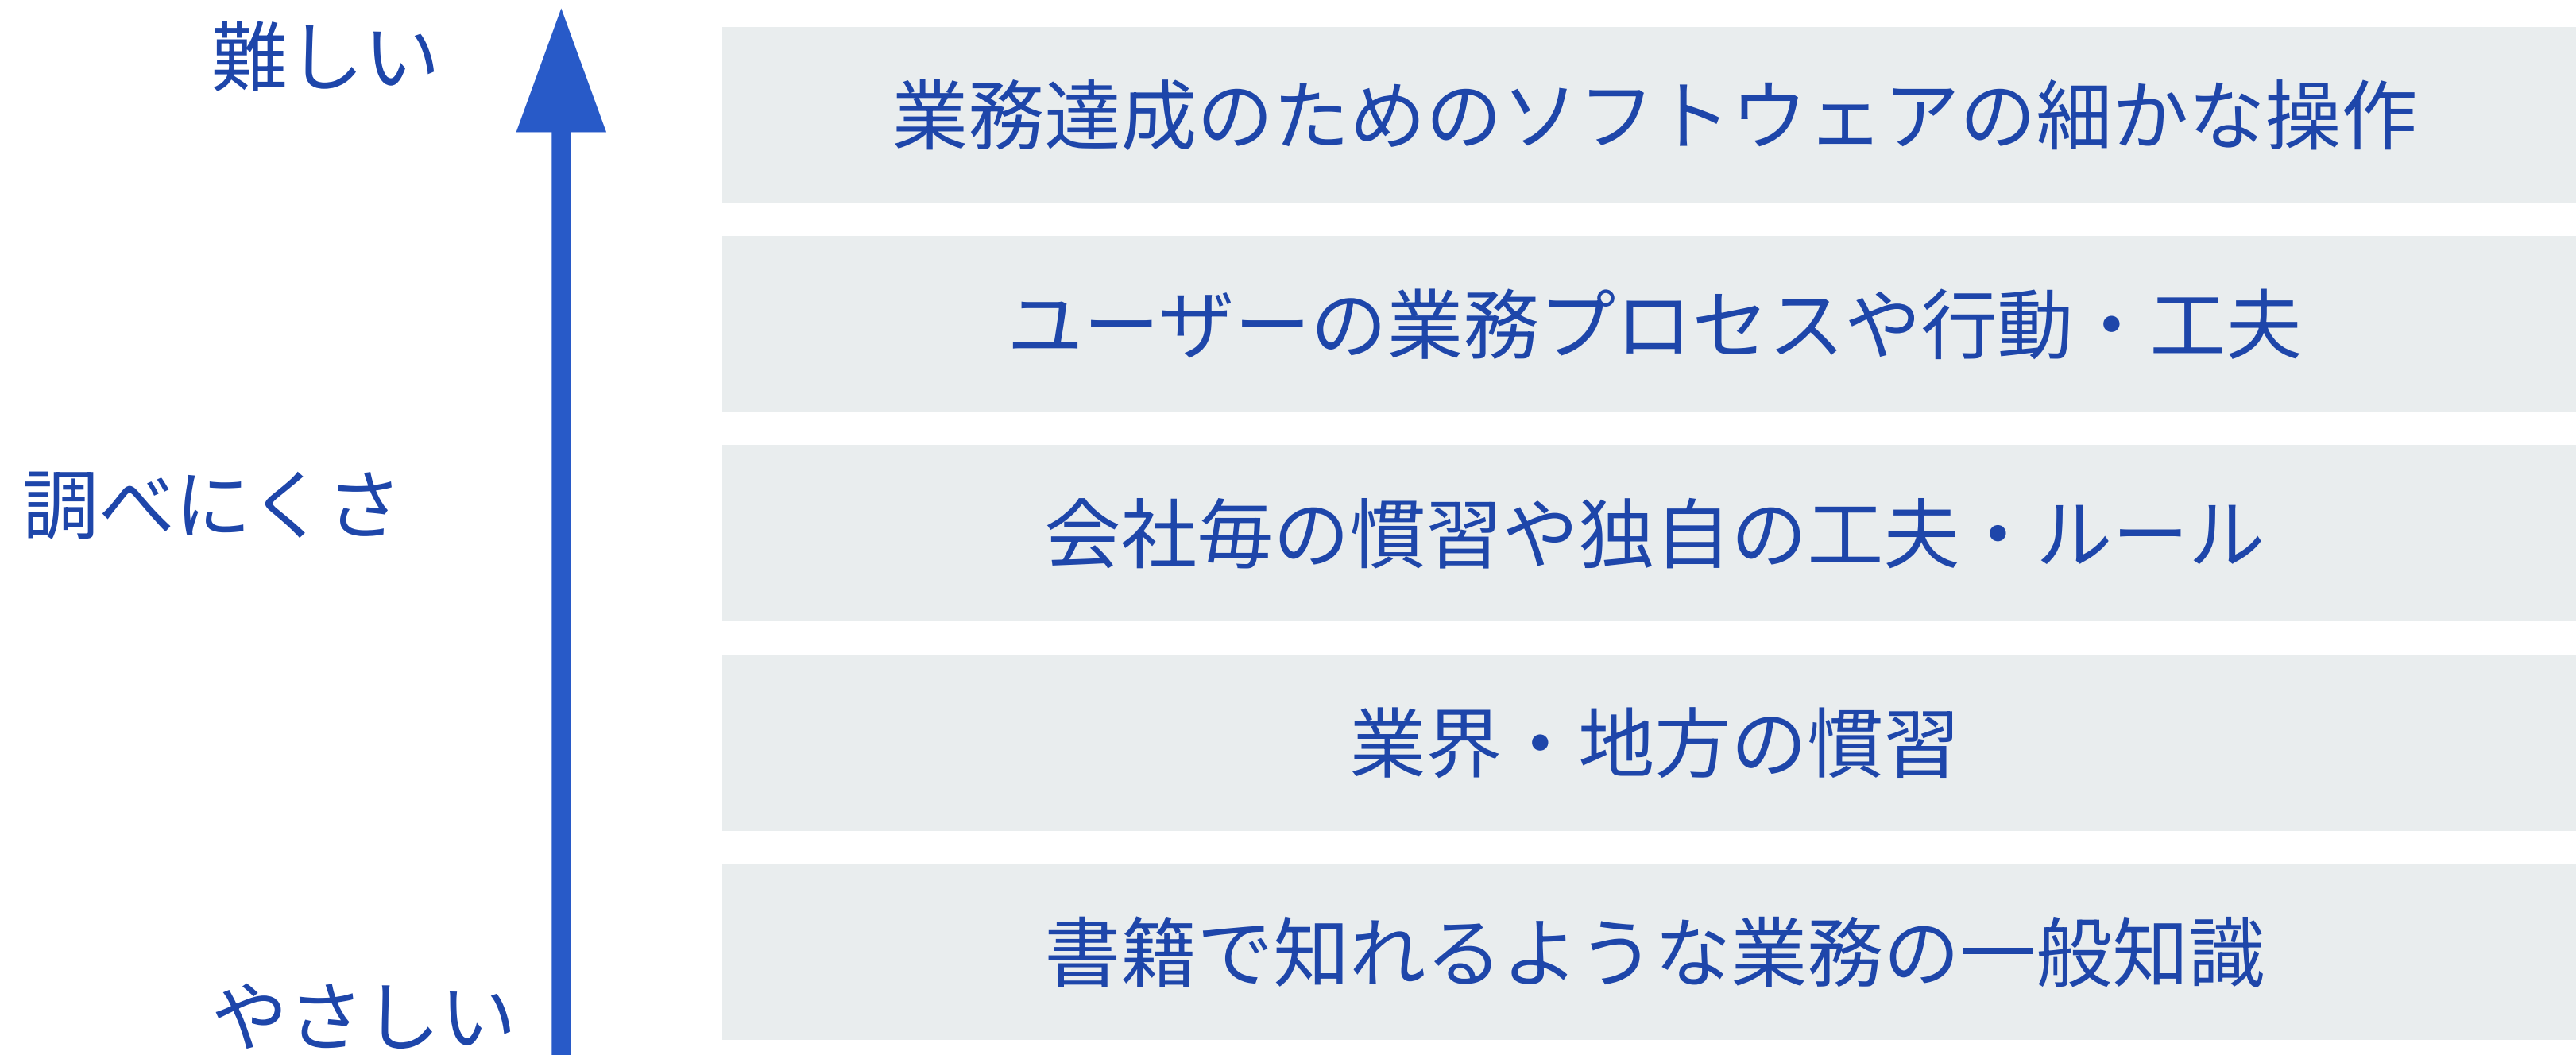 難しい
業務達成のためのソフトウェアの細かな操作
ユーザーの業務プロセスや行動・工夫
調べにくさ
会社毎の慣習や独自の工夫・ルール
業界・地方の慣習
書籍で知れるような業務の一般知識
やさしい